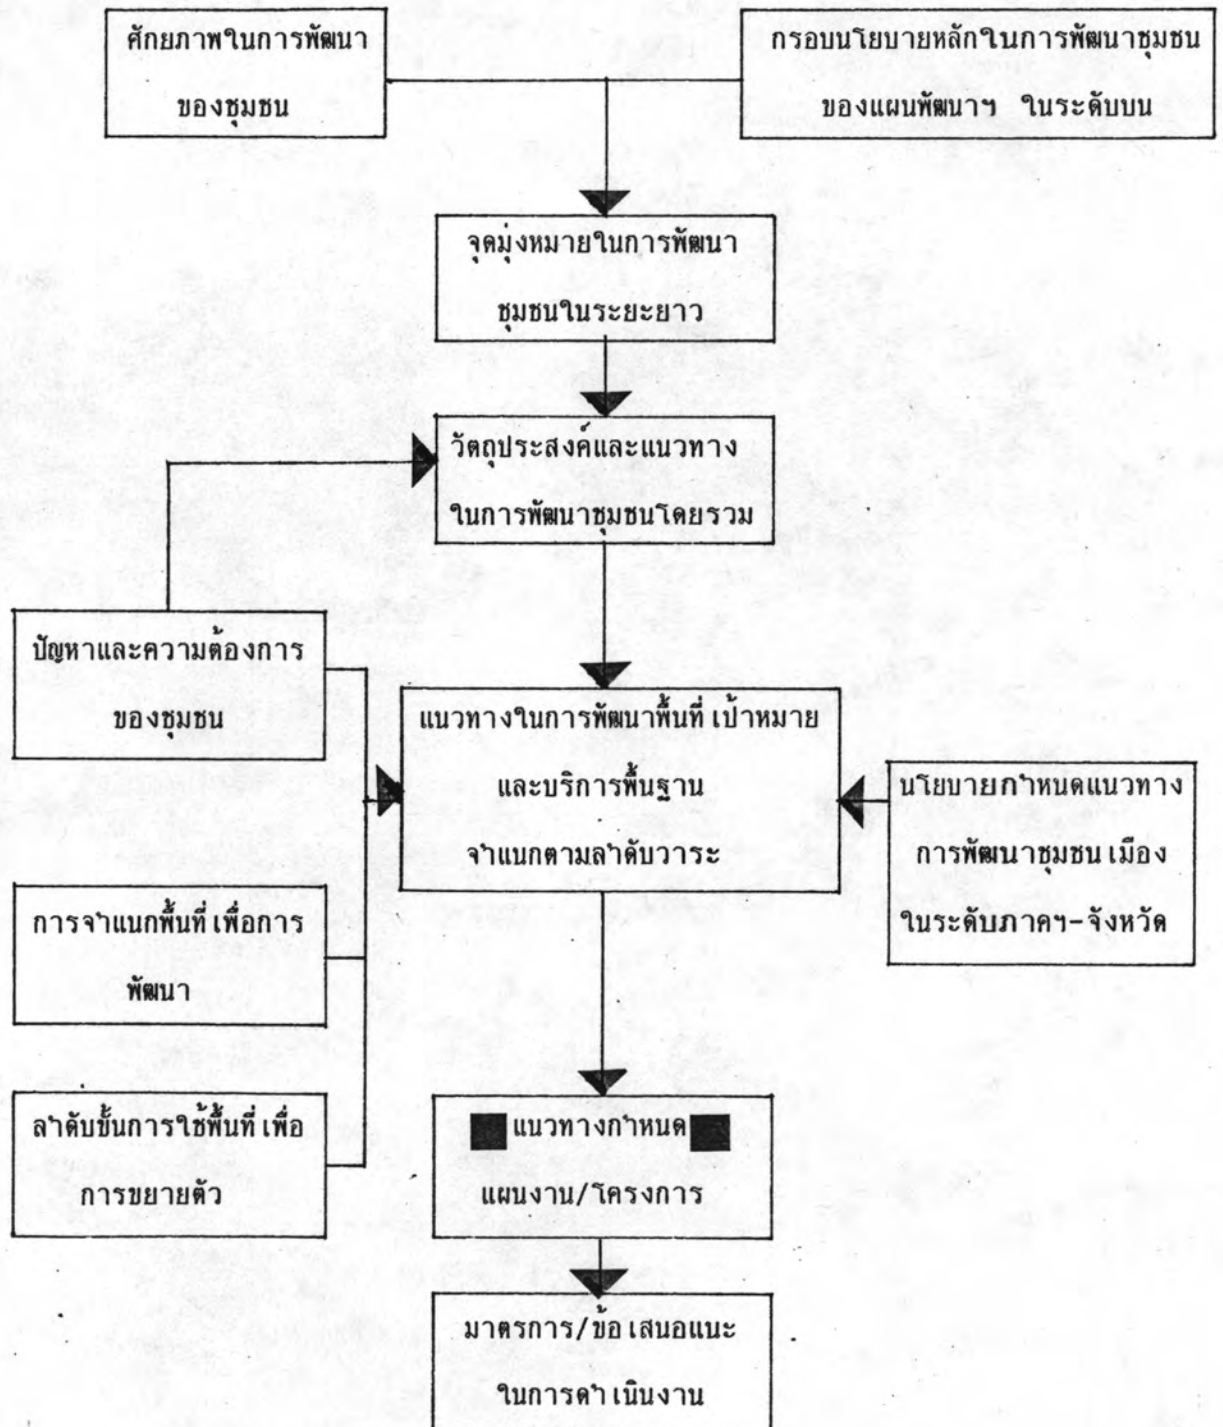 ศักยภาพในการพัฒนา
ของชุมชน
กรอบนโยบายหลักในการพัฒนาชุมชน
ของแผนพัฒนาฯ ในระดับบน
จุดมุ่งหมายในการพัฒนา
ชุมชนในระยะยาว
วัตถุประสงค์และแนวทาง
ในการพัฒนาชุมชนโดยรวม
ปัญหาและความต้องการ
ของชุมชน
แนวทางในการพัฒนาพื้นที่เป้าหมาย
และบริการพื้นฐาน
จำแนกตามลำดับวาระ
นโยบายกำหนดแนวทาง
การพัฒนาชุมชนเมือง
ในระดับภาคฯ-จังหวัด
การจำแนกพื้นที่เพื่อการ
พัฒนา
ลำดับขั้นการใช้พื้นที่เพื่อ
การขยายตัว
แนวทางกำหนด
แผนงาน/โครงการ
มาตรการ/ข้อเสนอแนะ
ในการดำเนินงาน